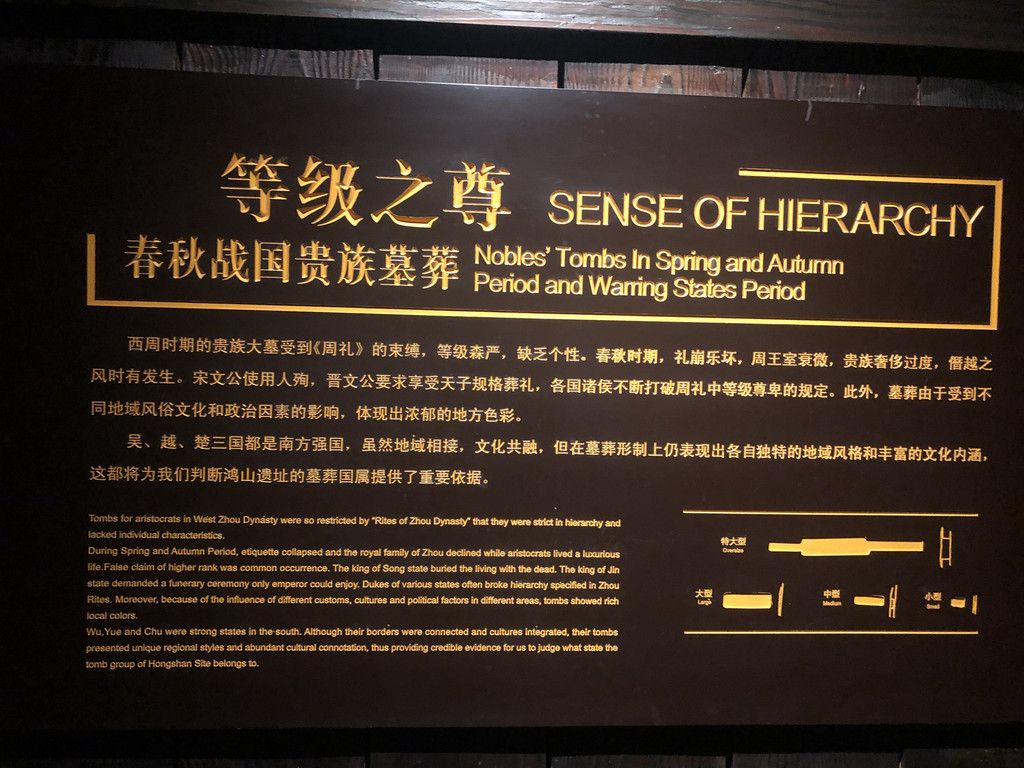 等级之尊 SENSE OF HIERARCHY
春秋战国贵族墓葬 Nobles' Tombs In Spring and Autumn
Period and Warring States Period
西周时期的贵族大墓受到《周礼》的束缚，等级森严，缺乏个性。春秋时期，礼崩乐坏，周王室衰微，贵族奢侈过度，僭越之
风时有发生。宋文公使用人殉，晋文公要求享受天子规格葬礼，各国诸侯不断打破周礼中等级尊卑的规定。此外，墓葬由于受到不
同地域风俗文化和政治因素的影响，体现出浓郁的地方色彩。
吴、越、楚三国都是南方强国，虽然地域相接，文化共融，但在墓葬形制上仍表现出各自独特的地域风格和丰富的文化内涵，
这都将为我们判断鸿山遗址的墓葬国属提供了重要依据。
Tombs for aristocrats in West Zhou Dynasty were so restricted by "Rites of Zhou Dynasty" that they were strict in hierarchy and
lacked individual characteristics.
During Spring and Autumn Period, etiquette collapsed and the royal family of Zhou declined while aristocrats lived a luxurious
life.False claim of higher rank was common occurrence. The king of Song state buried the living with the dead. The king of Jin
state demanded a funerary ceremony only emperor could enjoy. Dukes of various states often broke hierarchy specified in Zhou
Rites. Moreover, because of the influence of different customs, cultures and political factors in different areas, tombs showed rich
local colors.
Wu,Yue and Chu were strong states in the south. Although their borders were connected and cultures integrated, their tombs
presented unique regional styles and abundant cultural connotation, thus providing credible evidence for us to judge what state the
tomb group of Hongshan Site belongs to.
特大型
Oversize
大型
Large
中型
Medium
小型
Small